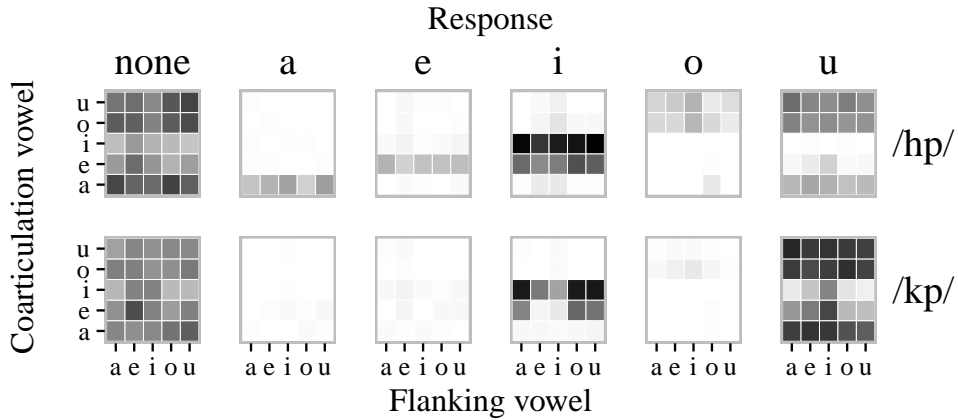 Response
none a e i o u
Coarticulation vowel
u
o
i
e
a
/hp/
u
o
i
e
a
/kp/
a e i o u a e i o u a e i o u a e i o u a e i o u a e i o u
Flanking vowel